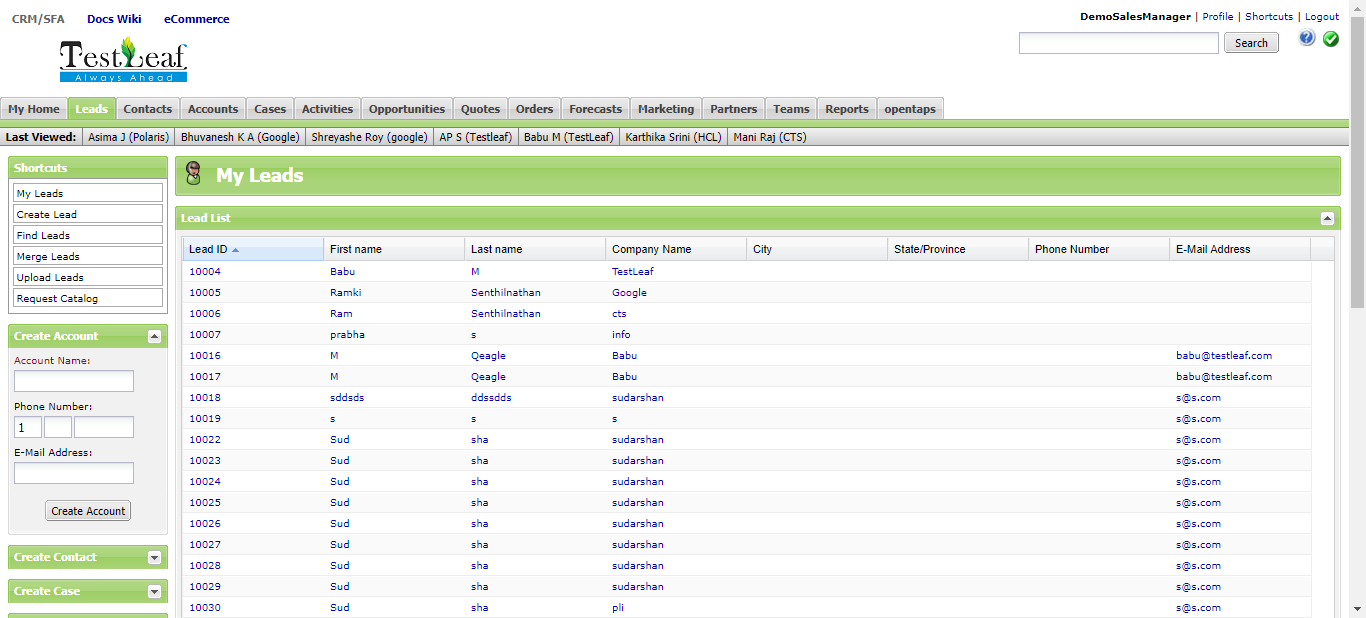 CRM/SFA Docs Wiki eCommerce
DemoSalesManager | Profile | Shortcuts | Logout
TestLeaf
Always Ahead
Search
?
My Home Leads Contacts Accounts Cases Activities Opportunities Quotes Orders Forecasts Marketing Partners Teams Reports opentaps
Last Viewed: Asima J (Polaris) Bhuvanesh K A (Google) Shreyashe Roy (google) AP S (Testleaf) Babu M (TestLeaf) Karthika Srini (HCL) Mani Raj (CTS)
Shortcuts
My Leads
Create Lead
Find Leads
Merge Leads
Upload Leads
Request Catalog
Create Account
Account Name:
Phone Number:
1
E-Mail Address:
Create Account
Create Contact
Create Case
My Leads
Lead List
Lead ID First name Last name Company Name City State/Province Phone Number E-Mail Address
10004 Babu M TestLeaf
10005 Ramki Senthilnathan Google
10006 Ram Senthilnathan cts
10007 prabha s info
10016 M Qeagle Babu babu@testleaf.com
10017 M Qeagle Babu babu@testleaf.com
10018 sddsds ddssdds sudarshan s@s.com
10019 s s s s@s.com
10022 Sud sha sudarshan s@s.com
10023 Sud sha sudarshan s@s.com
10024 Sud sha sudarshan s@s.com
10025 Sud sha sudarshan s@s.com
10026 Sud sha sudarshan s@s.com
10027 Sud sha sudarshan s@s.com
10028 Sud sha sudarshan s@s.com
10029 Sud sha sudarshan s@s.com
10030 Sud sha pli s@s.com